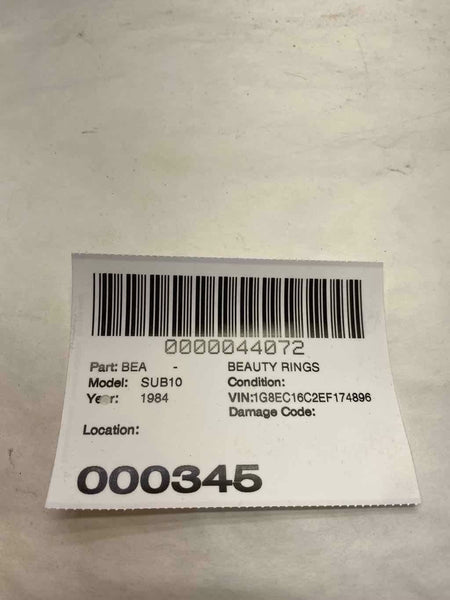 0000044072
Part: BEA - BEAUTY RINGS
Model: SUB10 Condition:
Year: 1984 VIN:1G8EC16C2EF174896
Damage Code:
Location:
000345